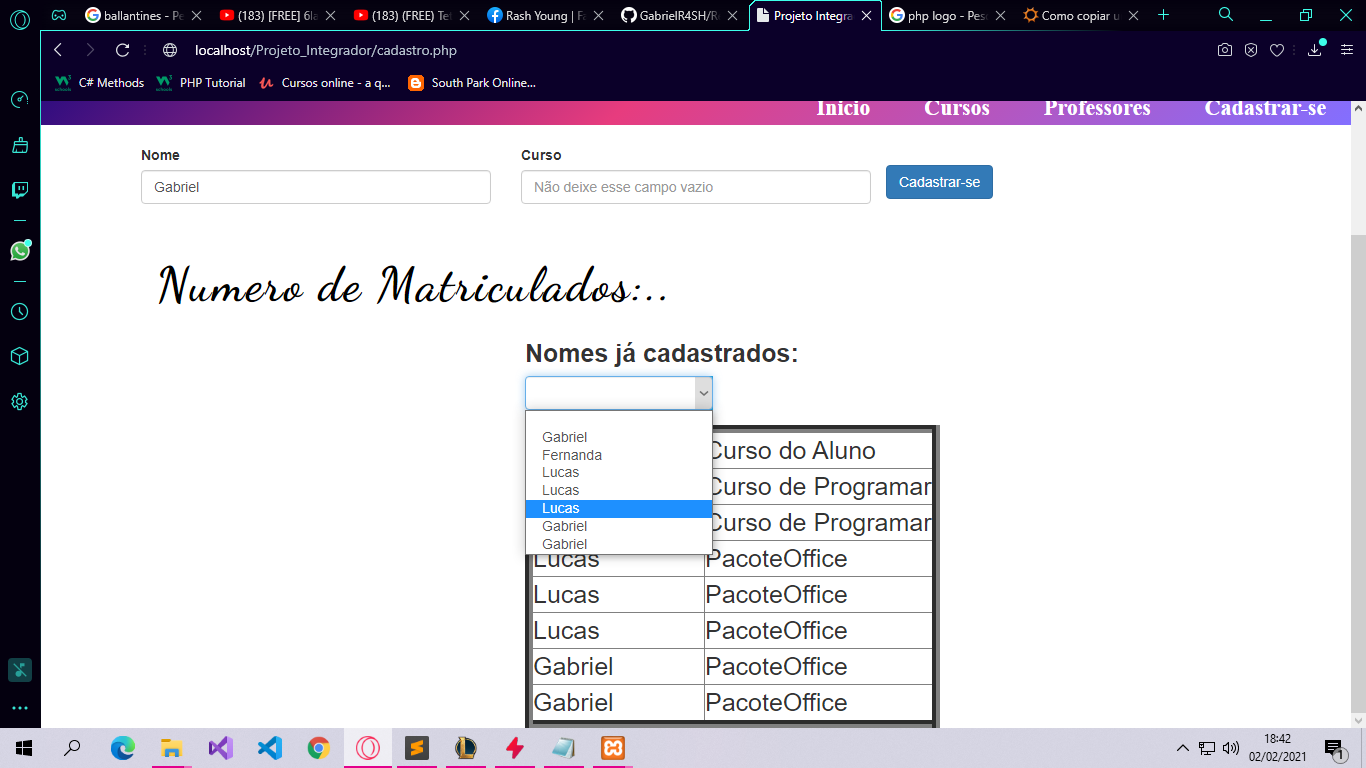 ballantines - Pe
(183) [FREE] 6la
(183) (FREE) Te
Rash Young | Fa
GabrielR4SH/R
Projeto Integra
php logo - Pes
Como copiar u
localhost/Projeto_Integrador/cadastro.php
C# Methods
PHP Tutorial
Cursos online - a q...
South Park Online...
Inicio
Cursos
Professores
Cadastrar-se
Nome
Curso
Gabriel
Não deixe esse campo vazio
Cadastrar-se
Numero de Matriculados:..
Nomes já cadastrados:
Gabriel
Fernanda
Lucas
Lucas
Lucas
Gabriel
Gabriel
Curso do Aluno
Curso de Programar
Curso de Programar
Lucas PacoteOffice
Lucas PacoteOffice
Lucas PacoteOffice
Gabriel PacoteOffice
Gabriel PacoteOffice
18:42
02/02/2021
1